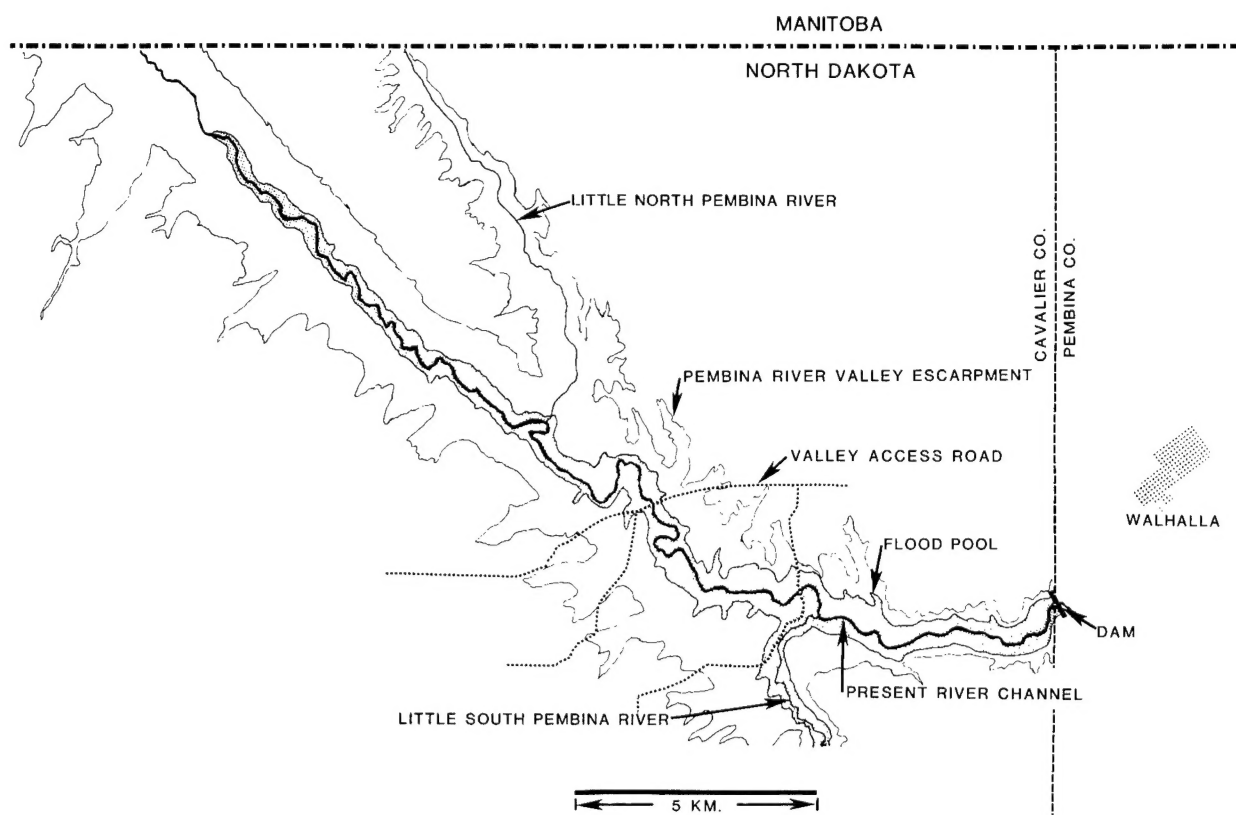 MANITOBA
NORTH DAKOTA
LITTLE NORTH PEMBINA RIVER
CAVALIER CO.
PEMBINA CO.
PEMBINA RIVER VALLEY ESCARPMENT
VALLEY ACCESS ROAD
WALHALLA
FLOOD POOL
DAM
PRESENT RIVER CHANNEL
LITTLE SOUTH PEMBINA RIVER
5 KM.